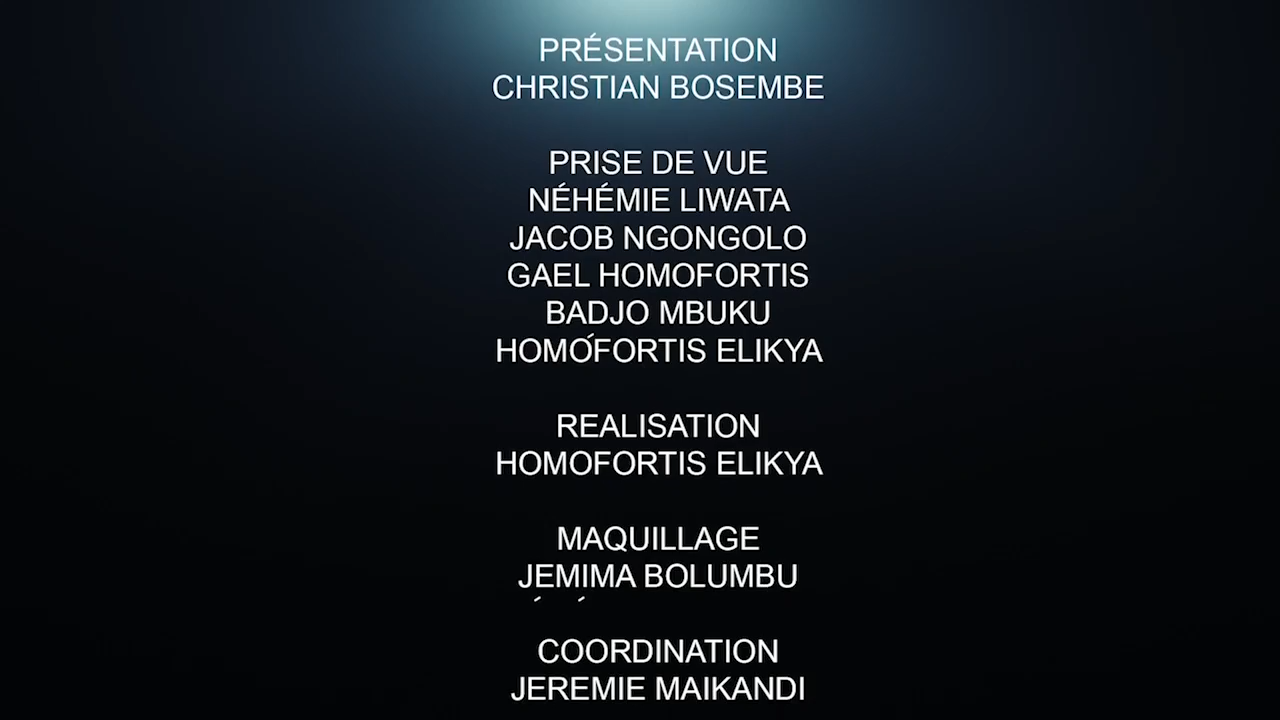 PRÉSENTATION
CHRISTIAN BOSEMBE
PRISE DE VUE
NÉHÉMIE LIWATA
JACOB NGONGOLO
GAEL HOMOFORTIS
BADJO MBUKU
HOMOFORTIS ELIKYA
REALISATION
HOMOFORTIS ELIKYA
MAQUILLAGE
JEMIMA BOLUMBU
COORDINATION
JEREMIE MAIKANDI